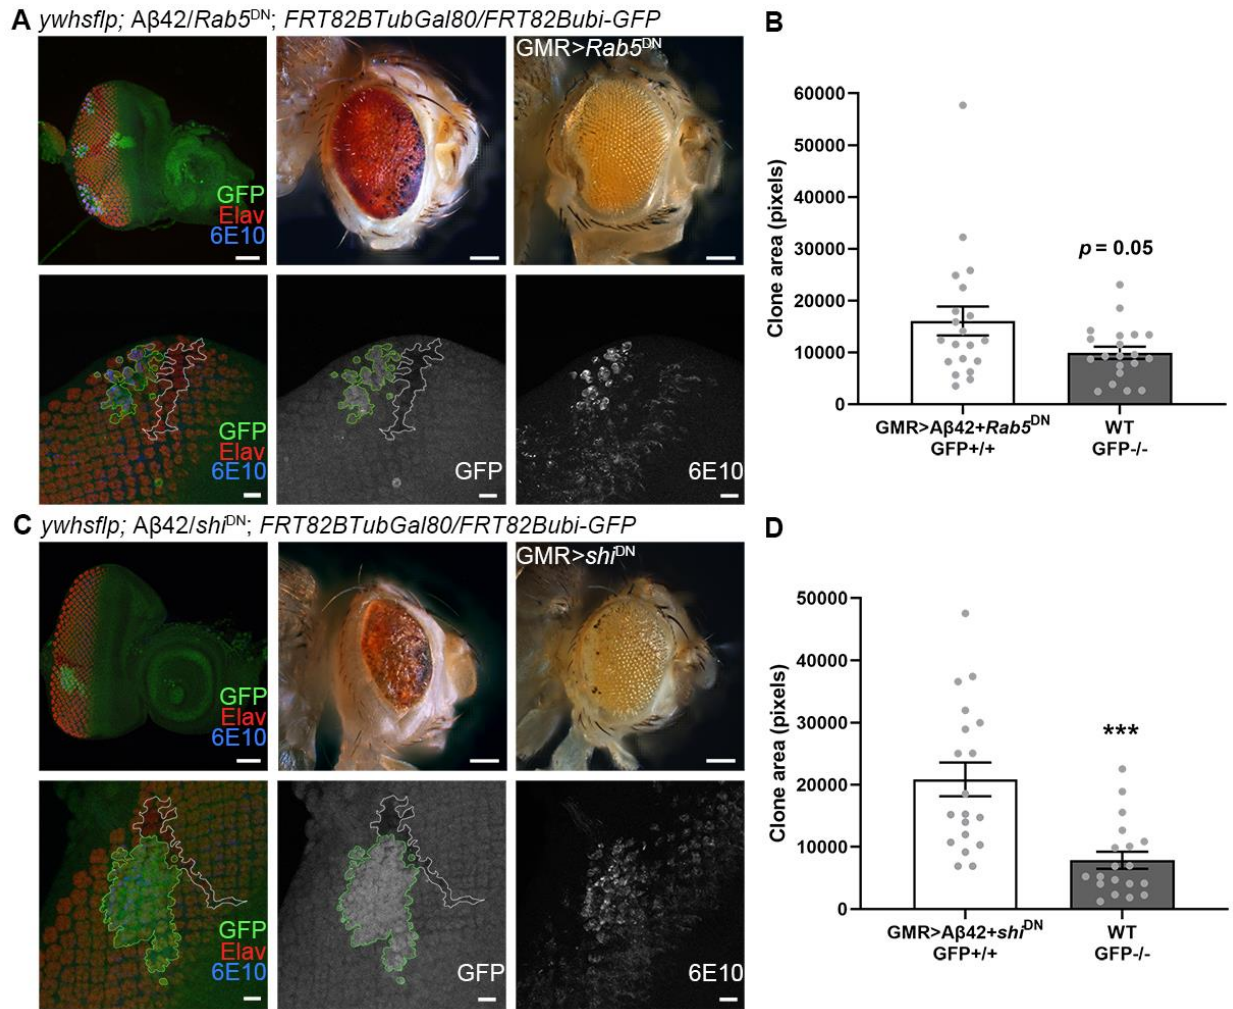 A ywhsflp; Aβ42/Rab5DN; FRT82BTubGal80/FRT82Bubi-GFP
GFP
Elav
6E10
GMR>Rab5DN
GFP
Elav
6E10
GFP
6E10
B
60000
50000
40000
30000
20000
10000
0
Clone area (pixels)
p = 0.05
GMR>Aβ42+Rab5DN
GFP+/+
WT
GFP-/-
C ywhsflp; Aβ42/shiDN; FRT82BTubGal80/FRT82Bubi-GFP
GFP
Elav
6E10
GMR>shiDN
GFP
Elav
6E10
GFP
6E10
D
50000
40000
30000
20000
10000
0
Clone area (pixels)
***
GMR>Aβ42+shiDN
GFP+/+
WT
GFP-/-